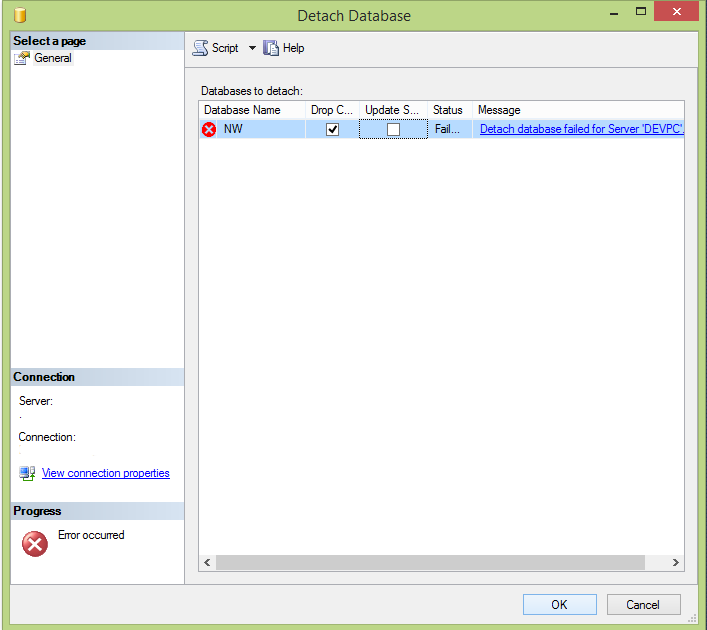 Detach Database
Select a page
General
Script
Help
Databases to detach:
Database Name Drop C... Update S... Status Message
NW Fail... Detach database failed for Server 'DEVPC'.
Connection
Server:
.
Connection:
View connection properties
Progress
Error occurred
OK Cancel